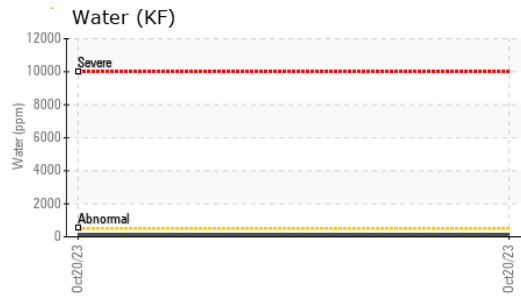 Water (KF)
12000
Severe
10000
8000
Water (ppm)
6000
4000
2000
Abnormal
0
Oct20/23
Oct20/23